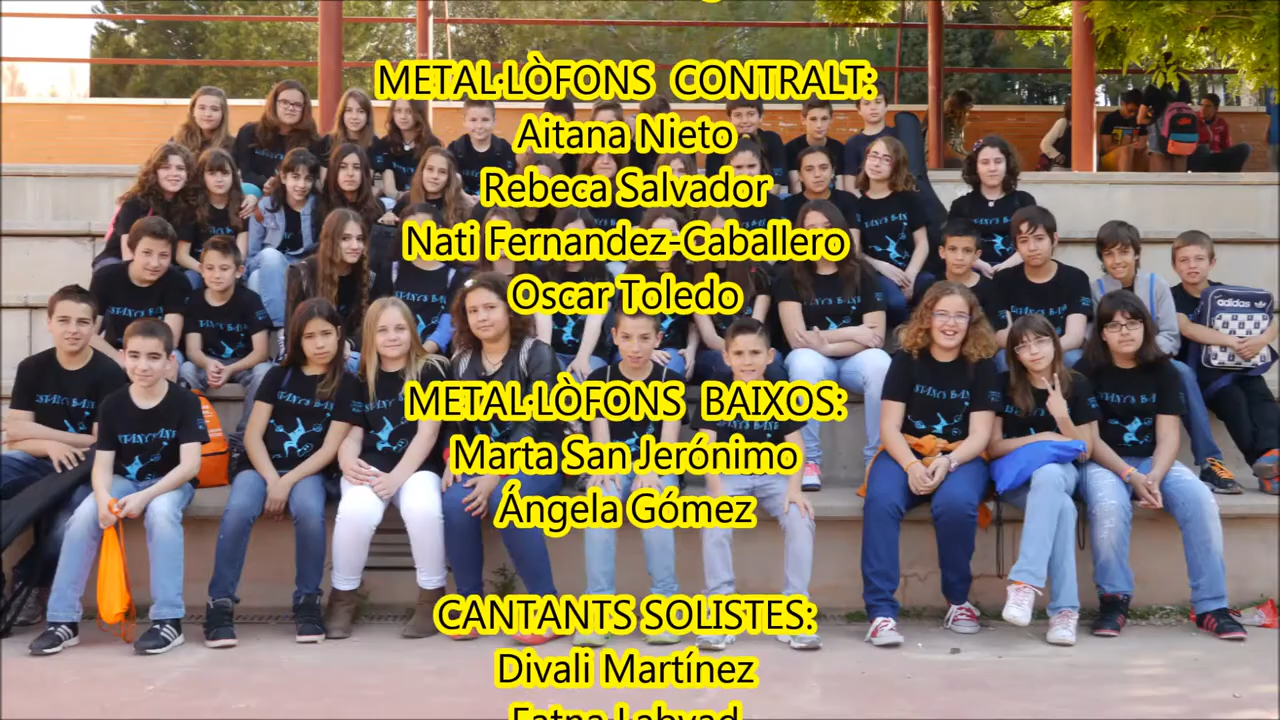 METAL·LÒFONS CONTRALT:
Aitana Nieto
Rebeca Salvador
Nati Fernandez-Caballero
Oscar Toledo
METAL·LÒFONS BAIXOS:
Marta San Jerónimo
Ángela Gómez
CANTANTS SOLISTES:
Divali Martínez
adidas